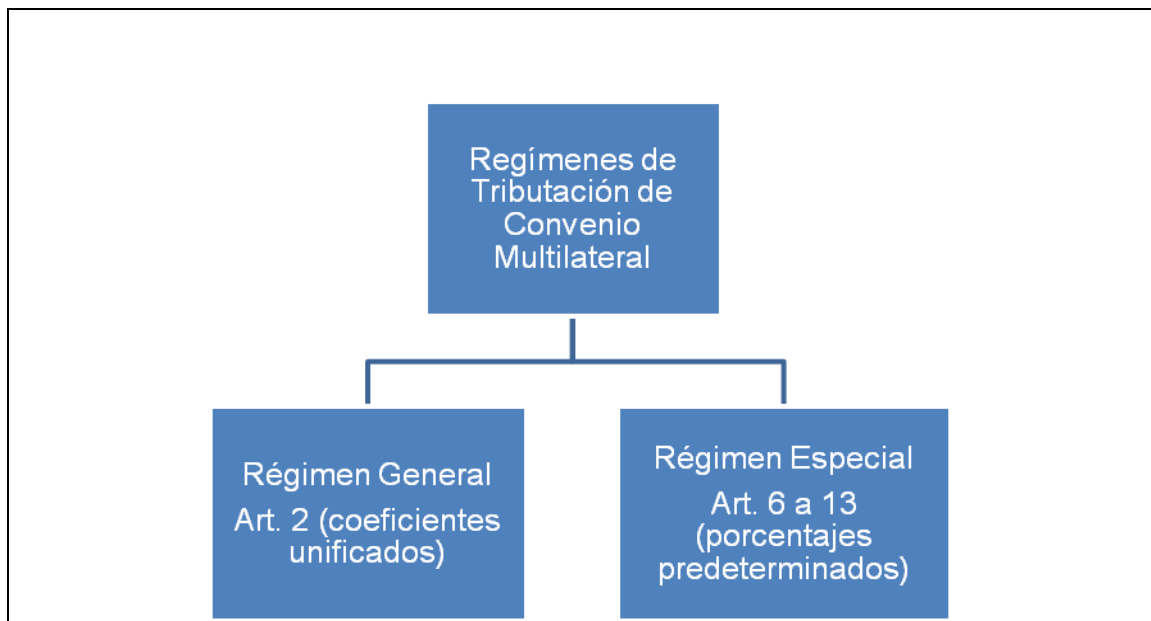 Regímenes de
Tributación de
Convenio
Multilateral
Régimen General
Art. 2 (coeficientes
unificados)
Régimen Especial
Art. 6 a 13
(porcentajes
predeterminados)